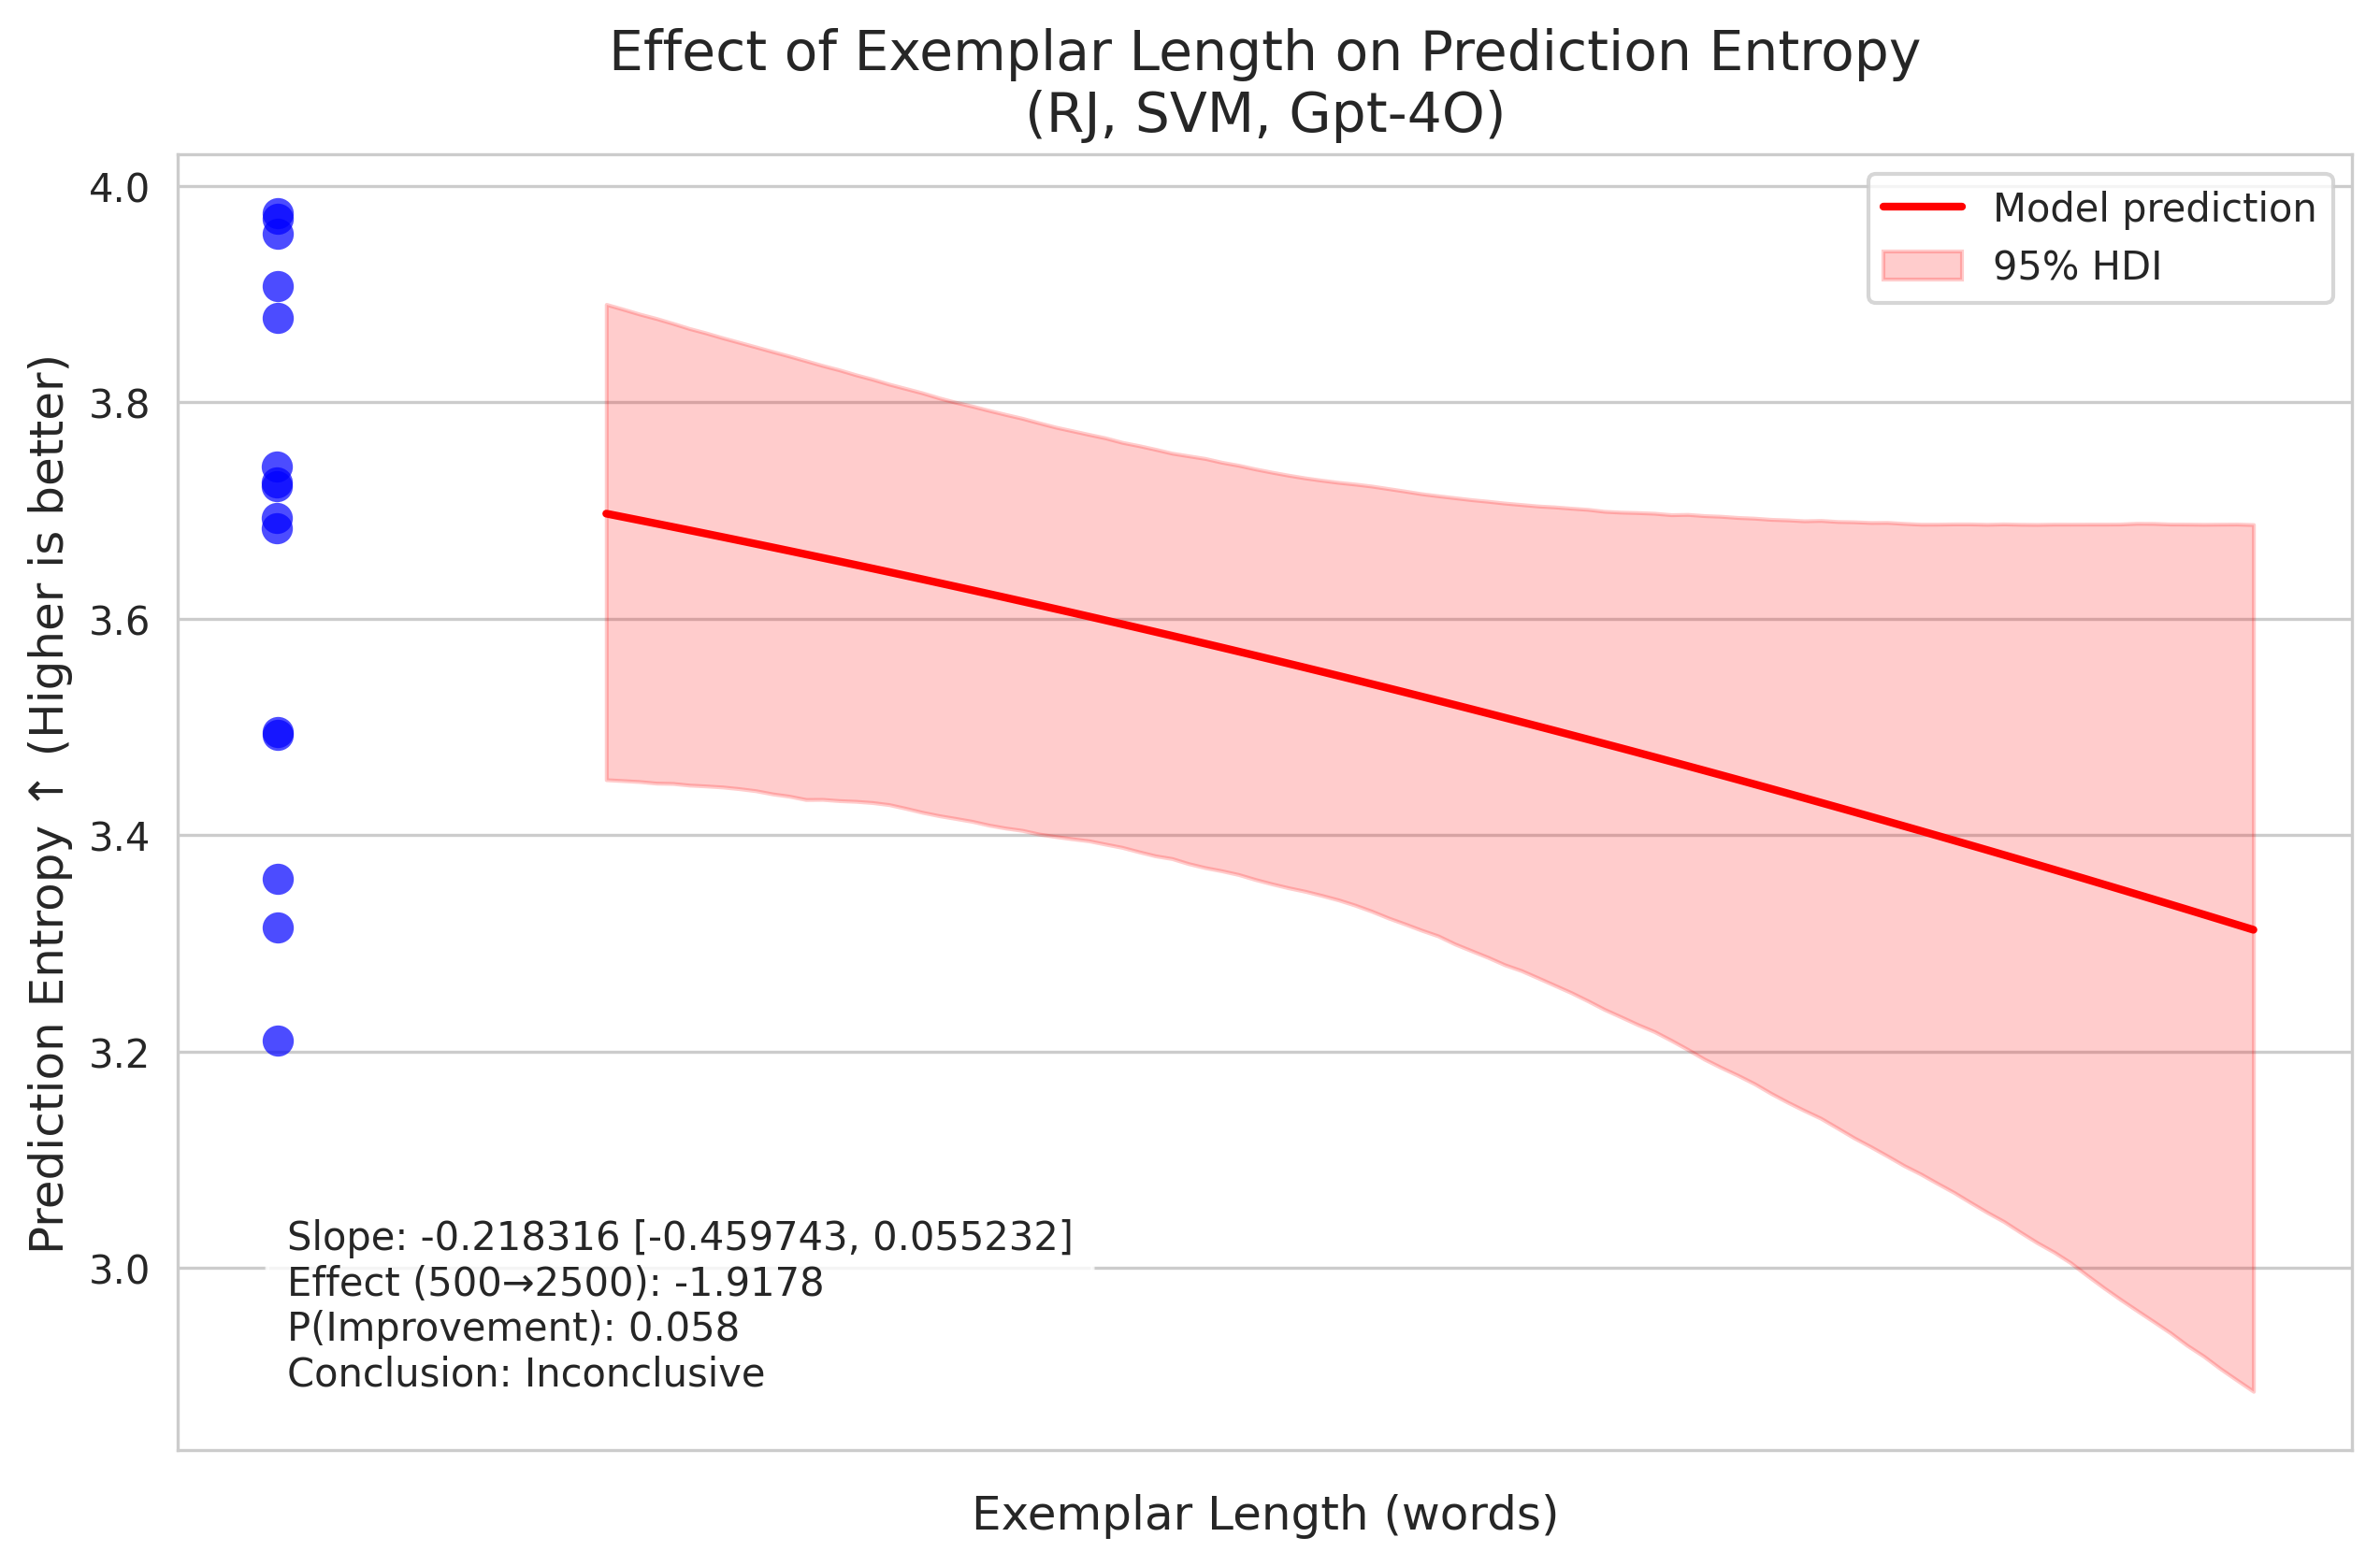 Effect of Exemplar Length on Prediction Entropy
(RJ, SVM, Gpt-4O)
Prediction Entropy ↑ (Higher is better)
4.0
3.8
3.6
3.4
3.2
3.0
Model prediction
95% HDI
Slope: -0.218316 [-0.459743, 0.055232]
Effect (500→2500): -1.9178
P(Improvement): 0.058
Conclusion: Inconclusive
Exemplar Length (words)